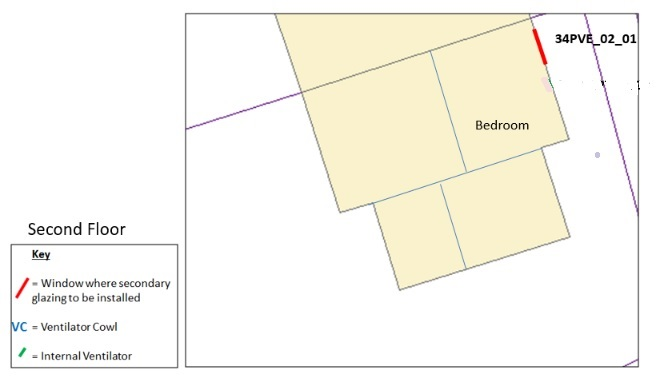 34PVE_02_01
Bedroom
Second Floor
Key
= Window where secondary
glazing to be installed
VC = Ventilator Cowl
= Internal Ventilator